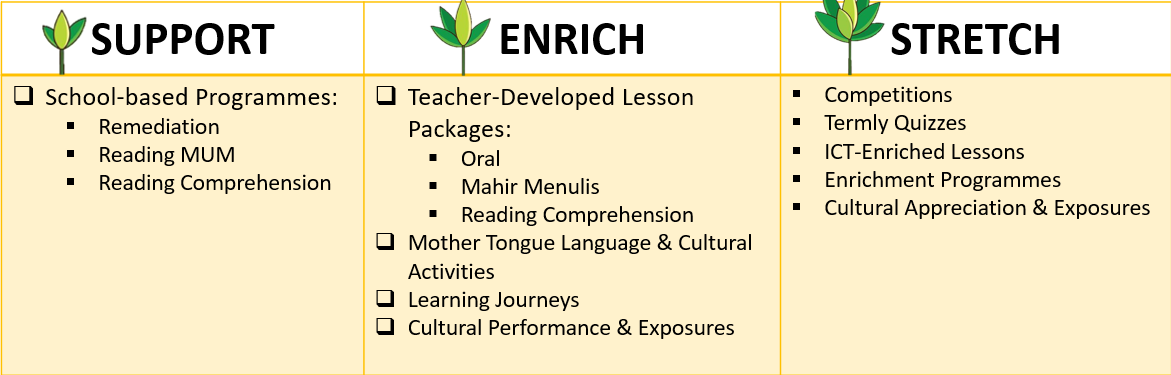 SUPPORT
❑ School-based Programmes:
▪ Remediation
▪ Reading MUM
▪ Reading Comprehension
ENRICH
❑ Teacher-Developed Lesson
Packages:
▪ Oral
▪ Mahir Menulis
▪ Reading Comprehension
❑ Mother Tongue Language & Cultural
Activities
❑ Learning Journeys
❑ Cultural Performance & Exposures
STRETCH
▪ Competitions
▪ Termly Quizzes
▪ ICT-Enriched Lessons
▪ Enrichment Programmes
▪ Cultural Appreciation & Exposures